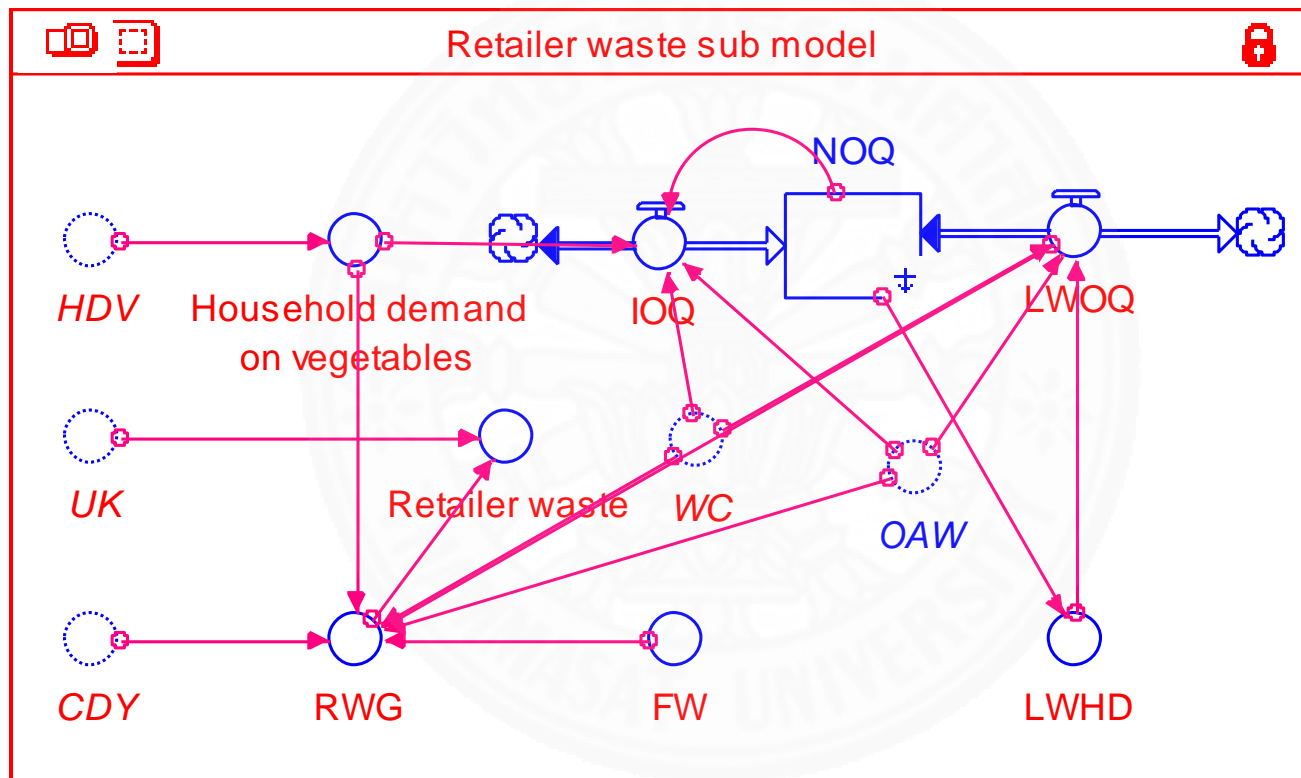 Retailer waste sub model
NOQ
HDV
Household demand
on vegetables
IOQ
LWOQ
UK
Retailer waste
WC
OAW
CDY
RWG
FW
LWHD